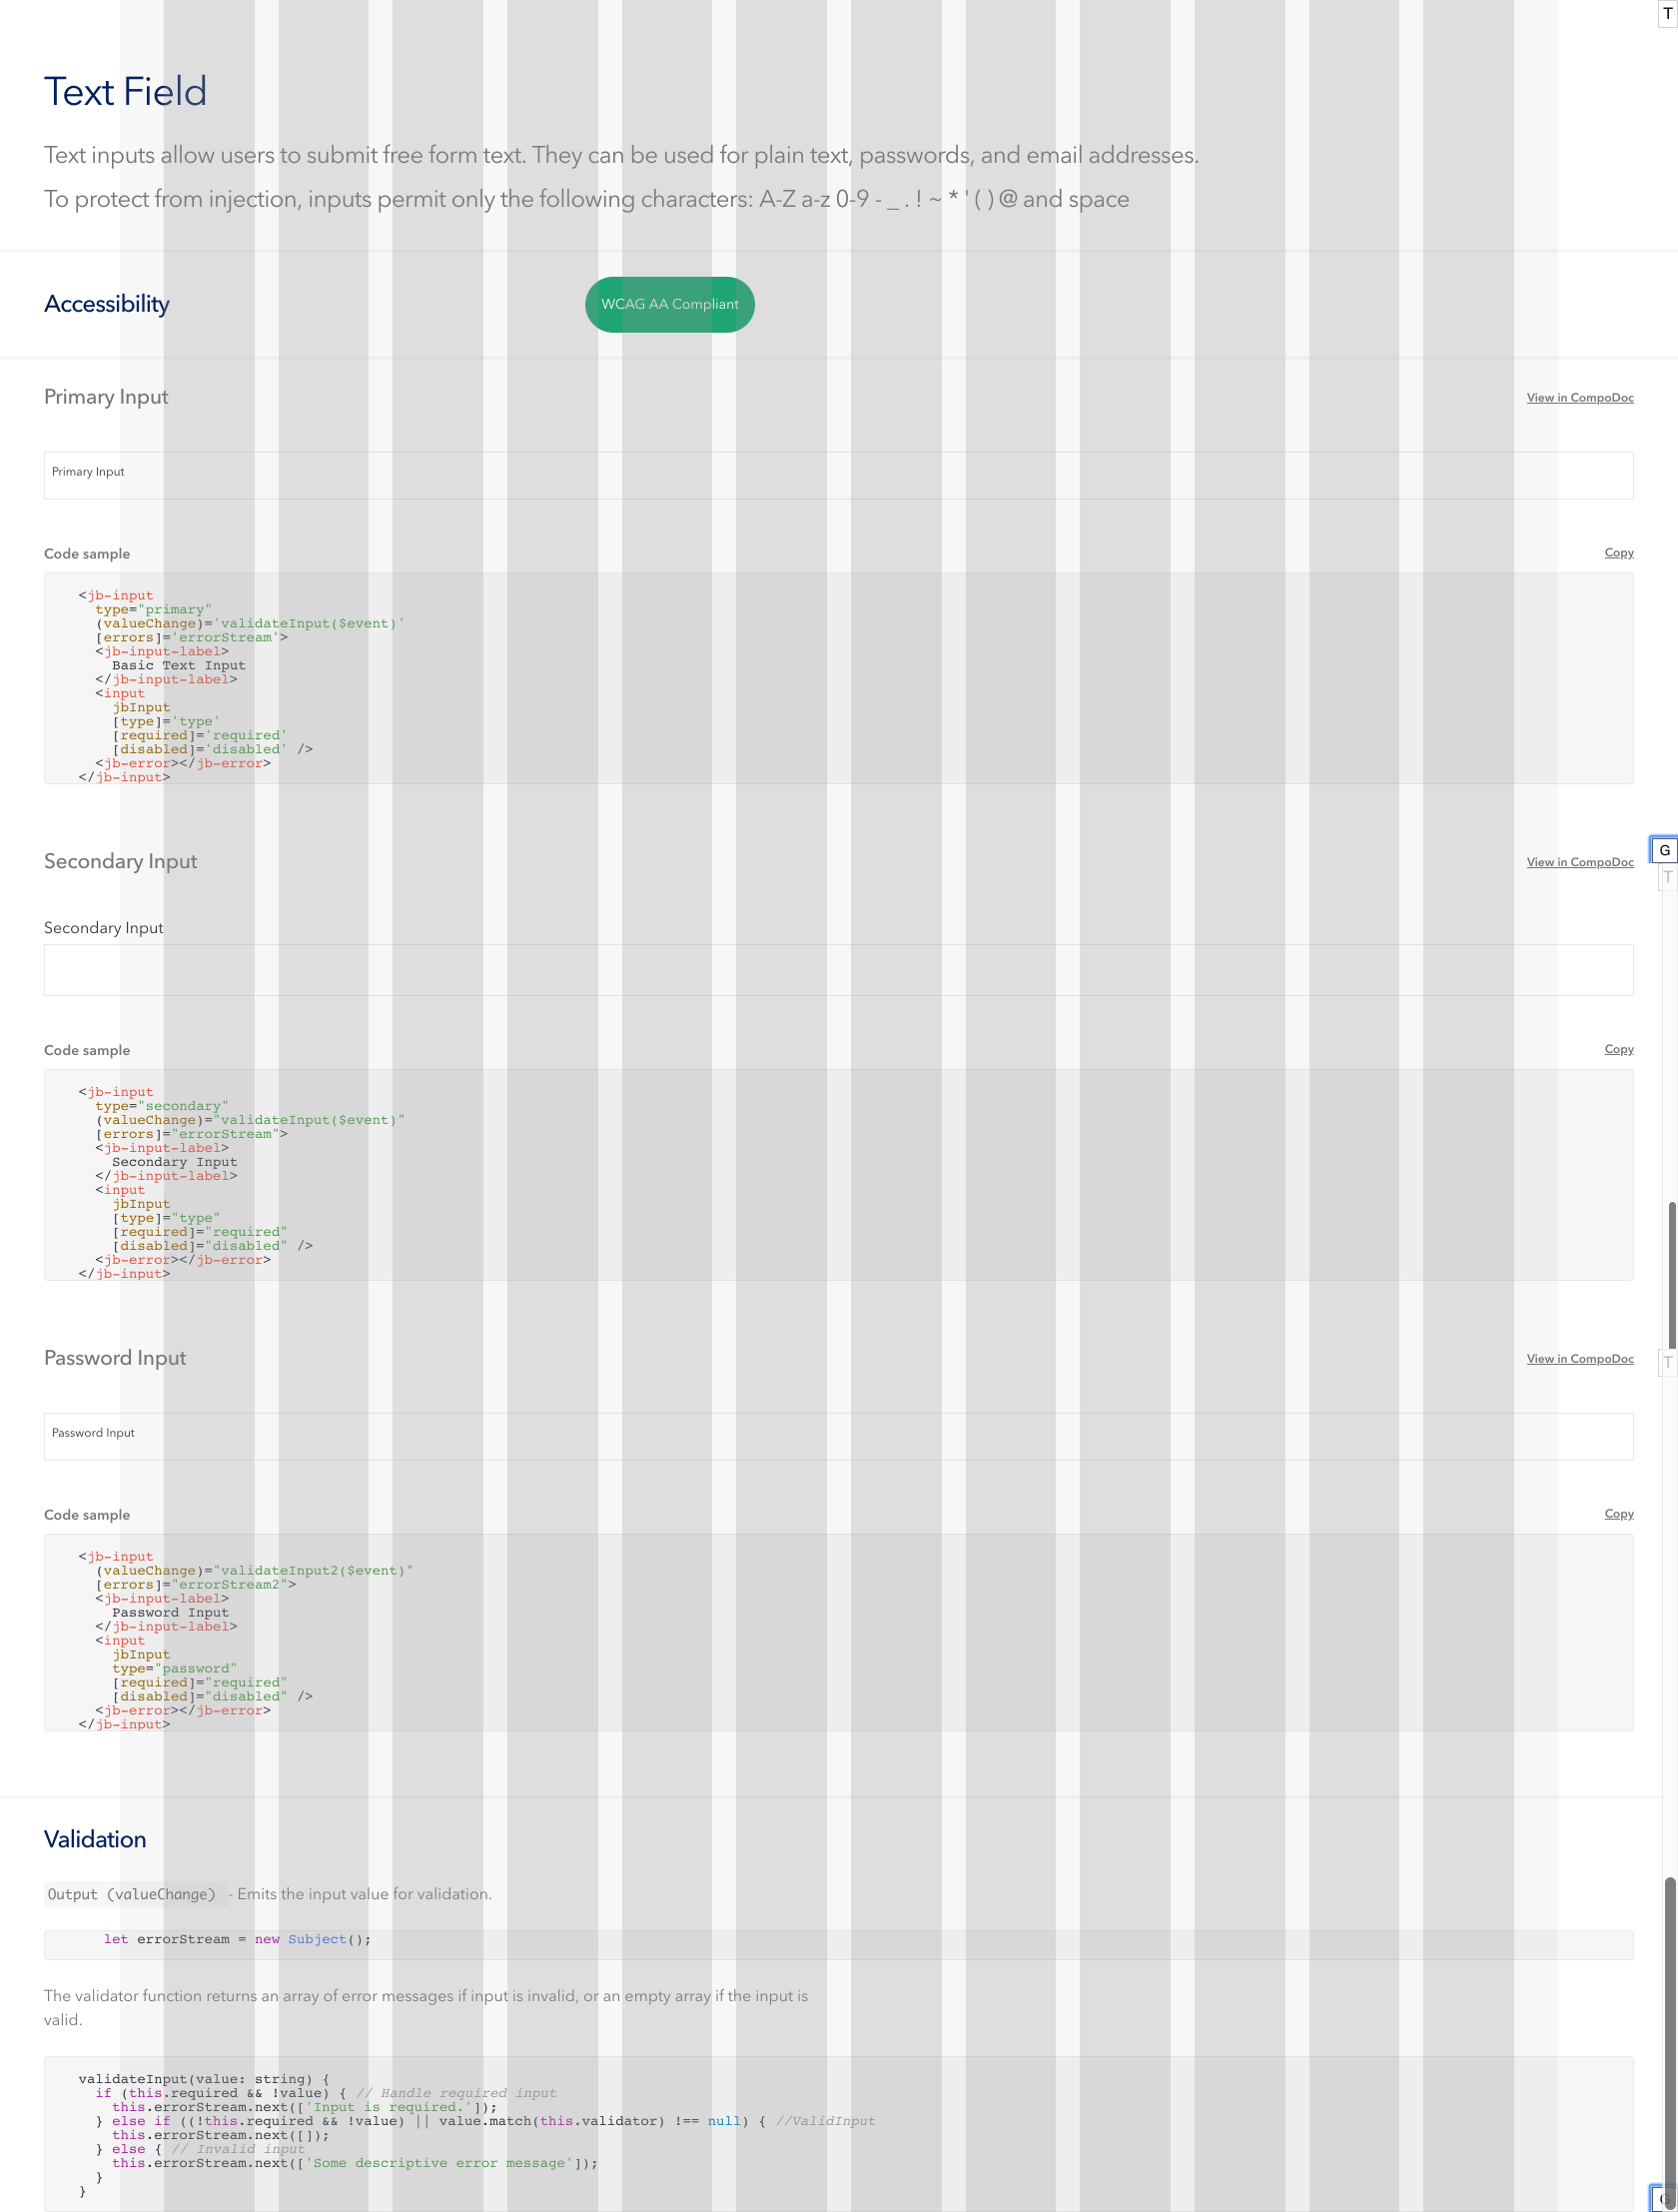 T
Text Field
Text inputs allow users to submit free form text. They can be used for plain text, passwords, and email addresses.
To protect from injection, inputs permit only the following characters: A-Z a-z 0-9 - _ . ! ~ * ' ( ) @ and space
Accessibility
WCAG AA Compliant
Primary Input
View in CompoDoc
Primary Input
Code sample
Copy
<jb-input
type="primary"
(valueChange)='validateInput($event)'
[errors]='errorStream'>
<jb-input-label>
Basic Text Input
</jb-input-label>
<input
jbInput
[type]='type'
[required]='required'
[disabled]='disabled' />
<jb-error></jb-error>
</jb-input>
Secondary Input
View in CompoDoc
G
T
Secondary Input
Code sample
Copy
<jb-input
type="secondary"
(valueChange)="validateInput($event)"
[errors]="errorStream">
<jb-input-label>
Secondary Input
</jb-input-label>
<input
jbInput
[type]="type"
[required]="required"
[disabled]="disabled" />
<jb-error></jb-error>
</jb-input>
Password Input
View in CompoDoc
T
Password Input
Code sample
Copy
<jb-input
(valueChange)="validateInput2($event)"
[errors]="errorStream2">
<jb-input-label>
Password Input
</jb-input-label>
<input
jbInput
type="password"
[required]="required"
[disabled]="disabled" />
<jb-error></jb-error>
</jb-input>
Validation
Output (valueChange) - Emits the input value for validation.
let errorStream = new Subject();
The validator function returns an array of error messages if input is invalid, or an empty array if the input is
valid.
validateInput(value: string) {
if (this.required && !value) { // Handle required input
this.errorStream.next(['Input is required.']);
} else if ((!this.required && !value) || value.match(this.validator) !== null) { //ValidInput
this.errorStream.next([]);
} else { // Invalid input
this.errorStream.next(['Some descriptive error message']);
}
}